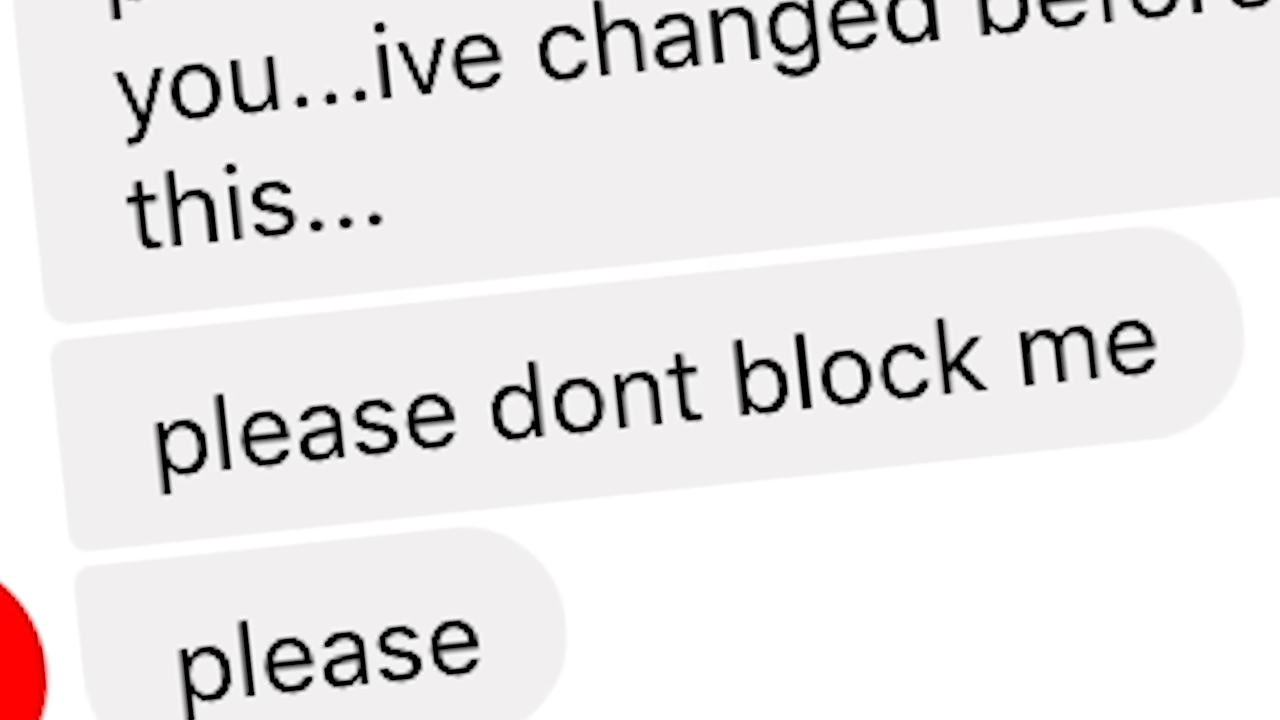 you...ive changed before
this...
please dont block me
please